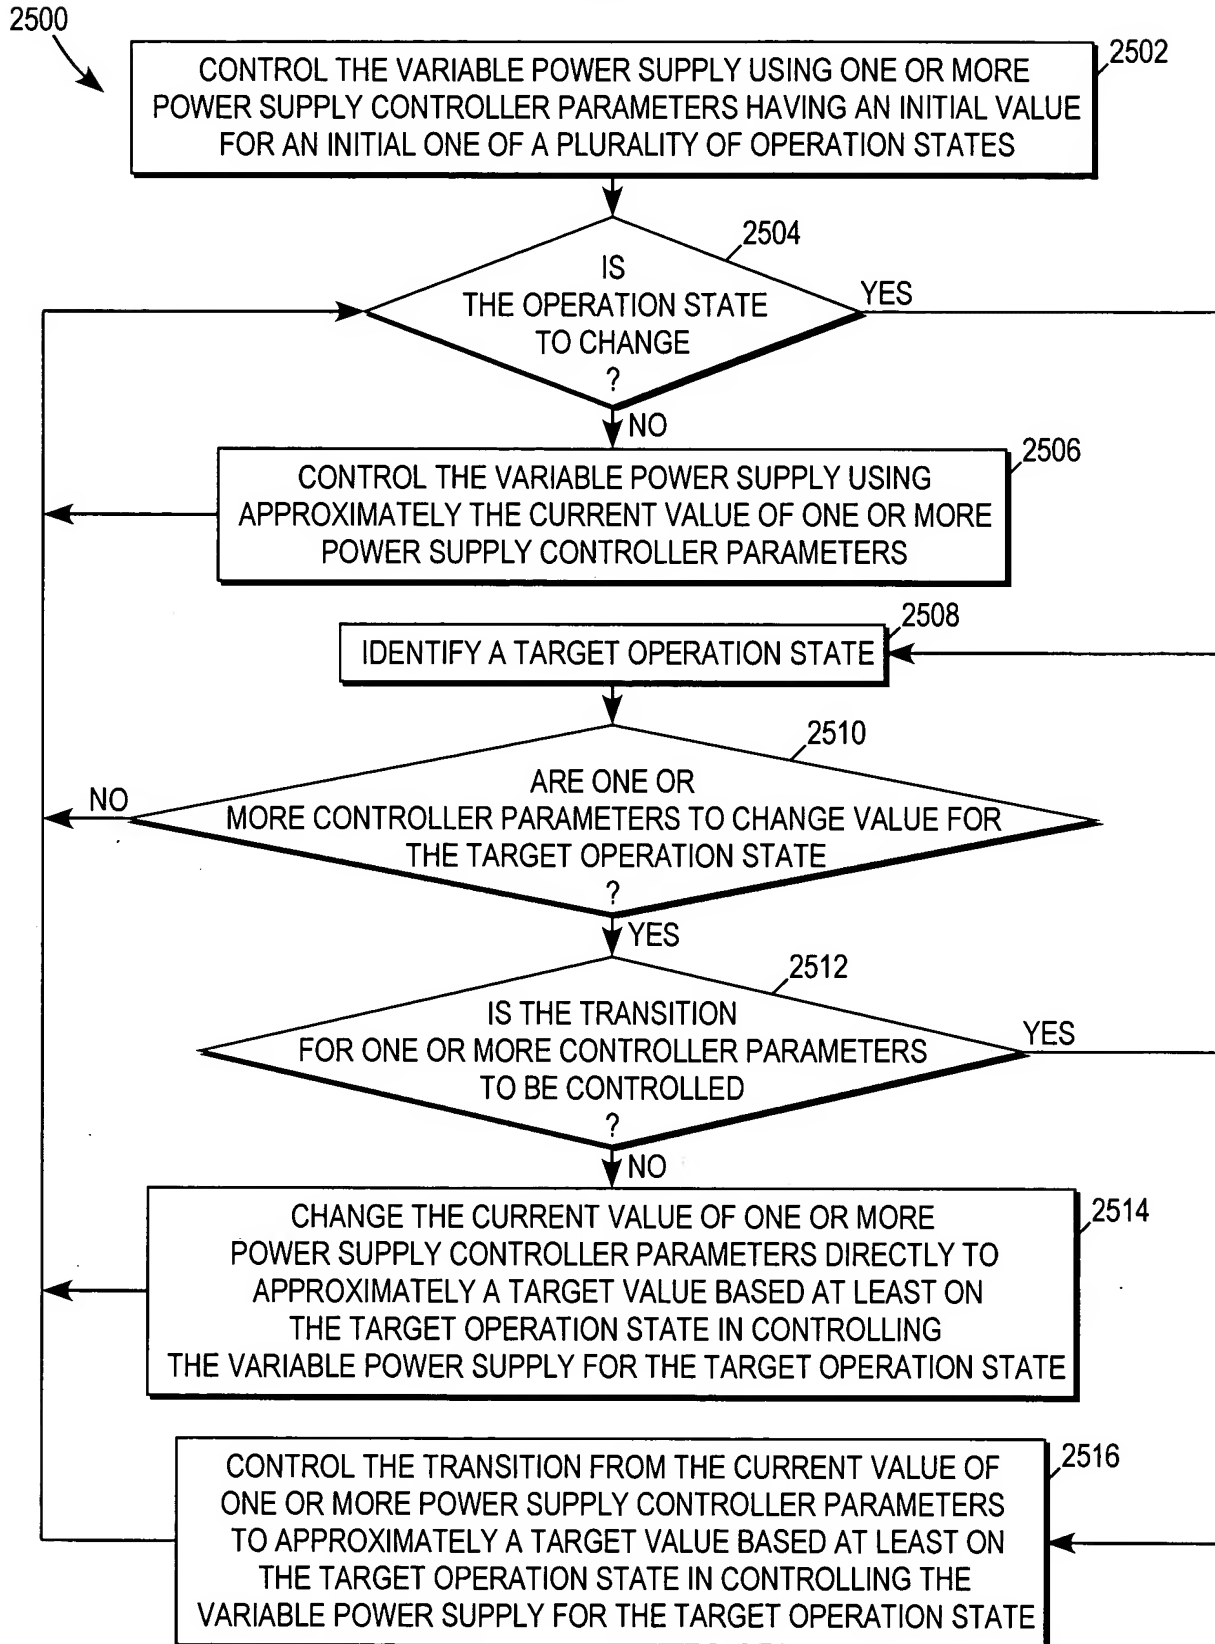 2500
2502
CONTROL THE VARIABLE POWER SUPPLY USING ONE OR MORE
POWER SUPPLY CONTROLLER PARAMETERS HAVING AN INITIAL VALUE
FOR AN INITIAL ONE OF A PLURALITY OF OPERATION STATES
2504
IS
THE OPERATION STATE
TO CHANGE
?
YES
NO
2506
CONTROL THE VARIABLE POWER SUPPLY USING
APPROXIMATELY THE CURRENT VALUE OF ONE OR MORE
POWER SUPPLY CONTROLLER PARAMETERS
2508
IDENTIFY A TARGET OPERATION STATE
2510
ARE ONE OR
MORE CONTROLLER PARAMETERS TO CHANGE VALUE FOR
THE TARGET OPERATION STATE
?
NO
YES
2512
IS THE TRANSITION
FOR ONE OR MORE CONTROLLER PARAMETERS
TO BE CONTROLLED
?
YES
NO
2514
CHANGE THE CURRENT VALUE OF ONE OR MORE
POWER SUPPLY CONTROLLER PARAMETERS DIRECTLY TO
APPROXIMATELY A TARGET VALUE BASED AT LEAST ON
THE TARGET OPERATION STATE IN CONTROLLING
THE VARIABLE POWER SUPPLY FOR THE TARGET OPERATION STATE
2516
CONTROL THE TRANSITION FROM THE CURRENT VALUE OF
ONE OR MORE POWER SUPPLY CONTROLLER PARAMETERS
TO APPROXIMATELY A TARGET VALUE BASED AT LEAST ON
THE TARGET OPERATION STATE IN CONTROLLING THE
VARIABLE POWER SUPPLY FOR THE TARGET OPERATION STATE